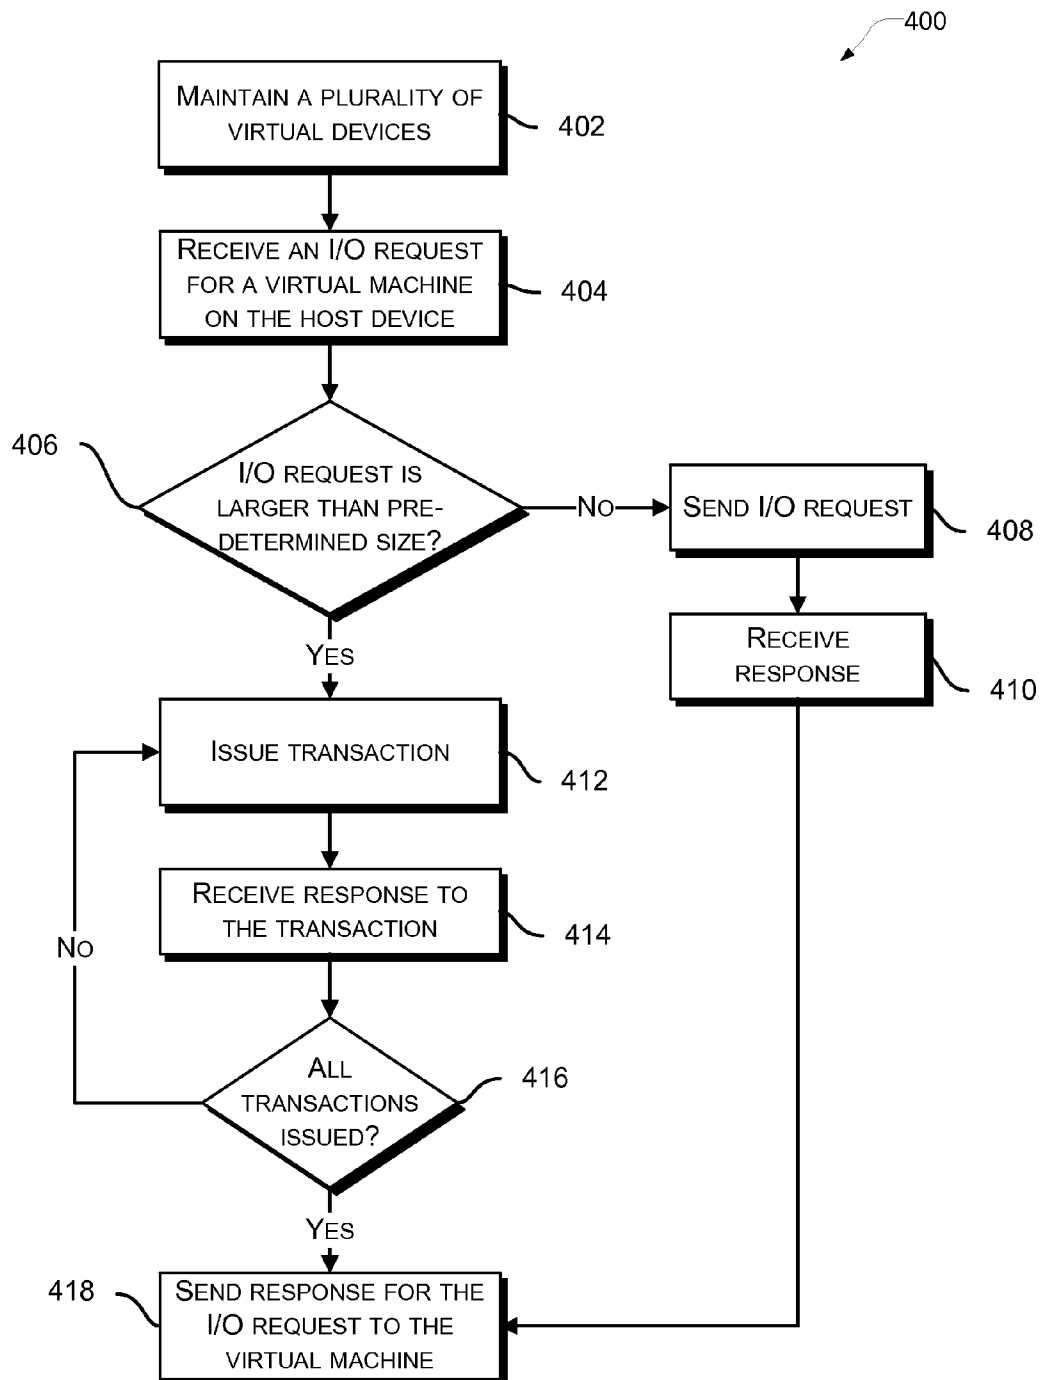 400
MAINTAIN A PLURALITY OF
VIRTUAL DEVICES
402
RECEIVE AN I/O REQUEST
FOR A VIRTUAL MACHINE
ON THE HOST DEVICE
404
406
I/O REQUEST IS
LARGER THAN PRE-
DETERMINED SIZE?
NO
SEND I/O REQUEST
408
RECEIVE
RESPONSE
410
YES
ISSUE TRANSACTION
412
RECEIVE RESPONSE TO
THE TRANSACTION
414
NO
ALL
TRANSACTIONS
ISSUED?
416
YES
418
SEND RESPONSE FOR THE
I/O REQUEST TO THE
VIRTUAL MACHINE